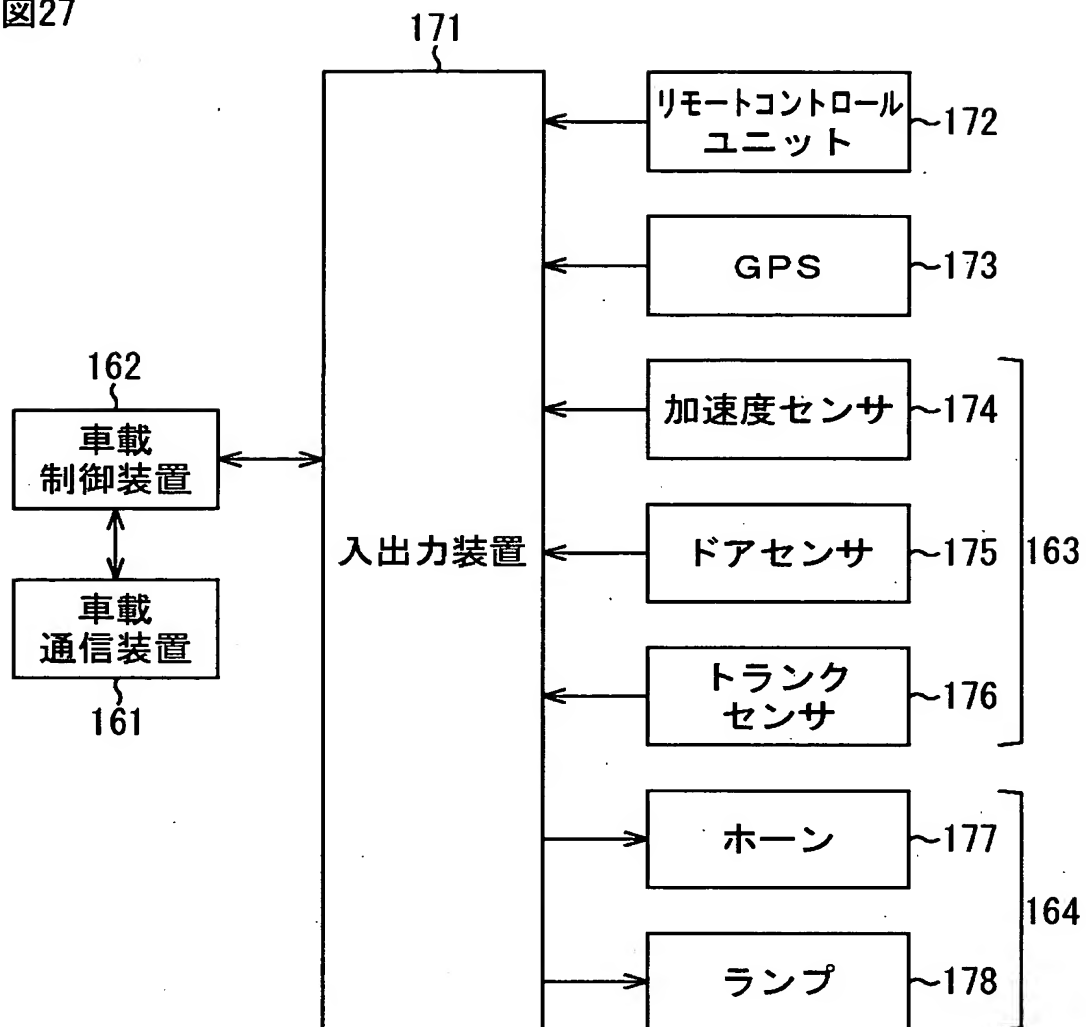 図27
171
リモートコントロール
ユニット
172
GPS
173
162
車載
制御装置
加速度センサ
174
入出力装置
ドアセンサ
175
163
車載
通信装置
161
トランク
センサ
176
ホーン
177
164
ランプ
178